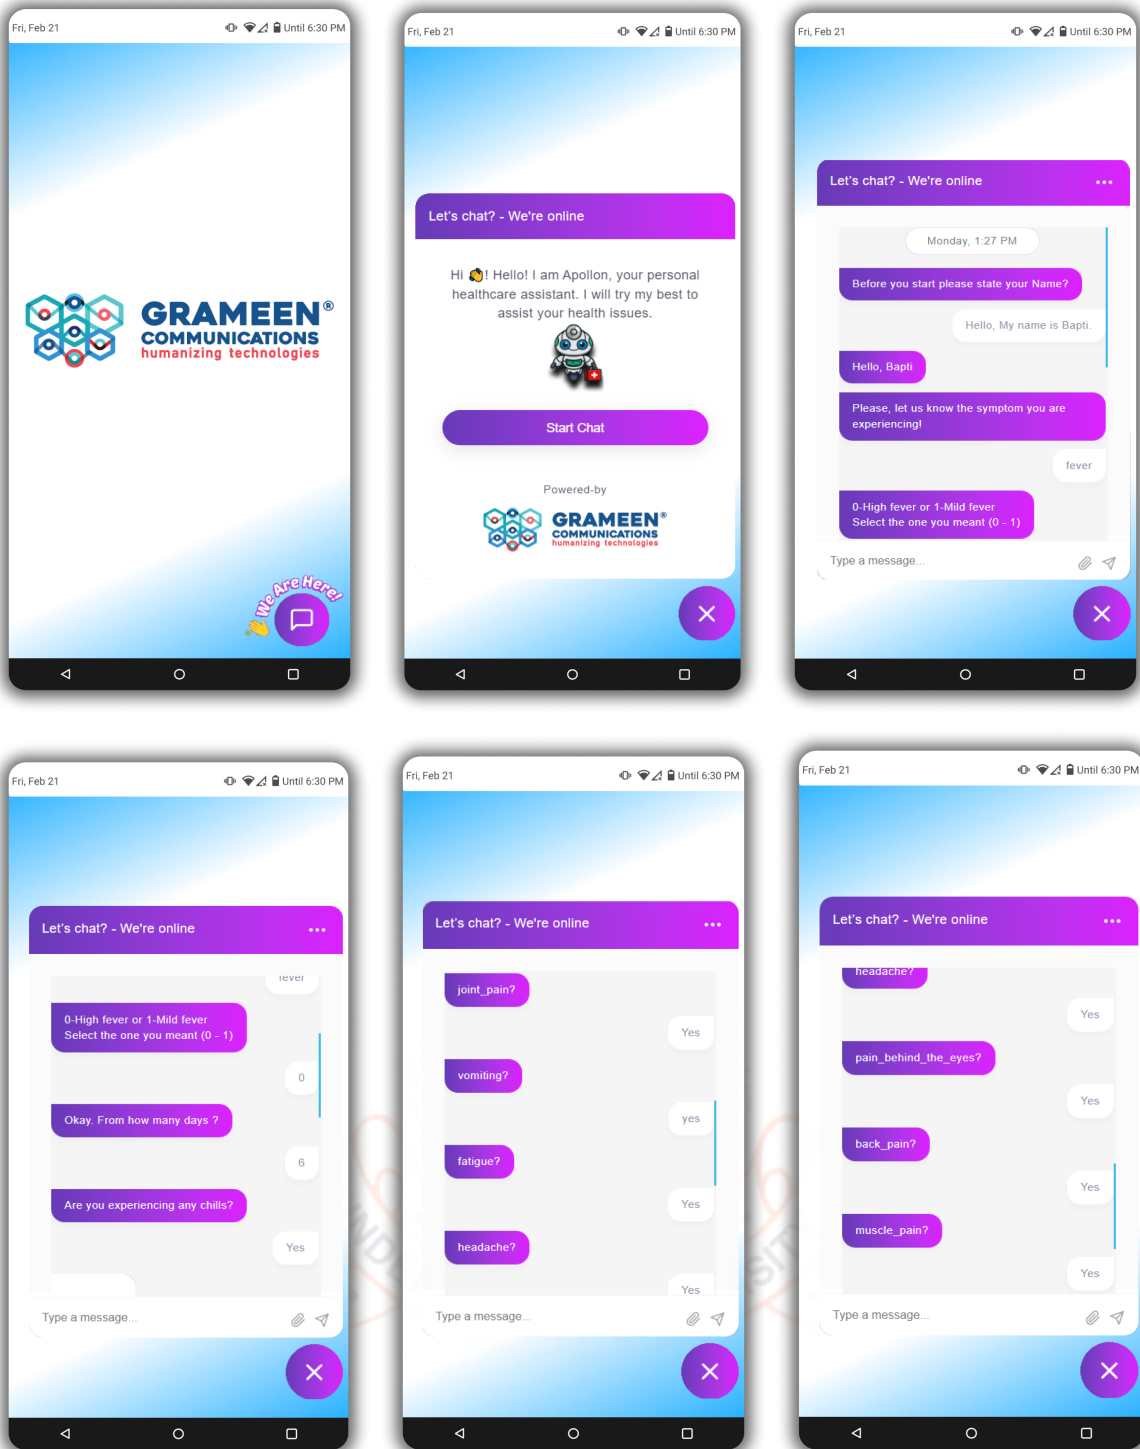 Fri, Feb 21
Until 6:30 PM
GRAMEEN®
COMMUNICATIONS
humanizing technologies
We Are Here!
Fri, Feb 21
Until 6:30 PM
Let's chat? - We're online
Hi 👏! Hello! I am Apollon, your personal
healthcare assistant. I will try my best to
assist your health issues.
Start Chat
Powered-by
GRAMEEN®
COMMUNICATIONS
humanizing technologies
Fri, Feb 21
Until 6:30 PM
Let's chat? - We're online
Monday, 1:27 PM
Before you start please state your Name?
Hello, My name is Bapti.
Hello, Bapti
Please, let us know the symptom you are
experiencing!
fever
0-High fever or 1-Mild fever
Select the one you meant (0 - 1)
Type a message...
Fri, Feb 21
Until 6:30 PM
Let's chat? - We're online
fever
0-High fever or 1-Mild fever
Select the one you meant (0 - 1)
0
Okay. From how many days ?
6
Are you experiencing any chills?
Yes
Type a message...
Fri, Feb 21
Until 6:30 PM
Let's chat? - We're online
joint_pain?
Yes
vomiting?
yes
fatigue?
Yes
headache?
Yes
Type a message...
Fri, Feb 21
Until 6:30 PM
Let's chat? - We're online
headache?
Yes
pain_behind_the_eyes?
Yes
back_pain?
Yes
muscle_pain?
Yes
Type a message...